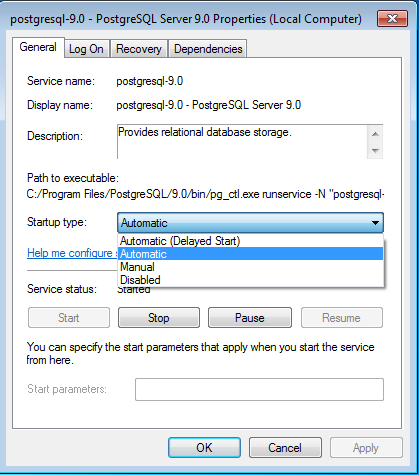 postgresql-9.0 - PostgreSQL Server 9.0 Properties (Local Computer)
General Log On Recovery Dependencies
Service name: postgresql-9.0
Display name: postgresql-9.0 - PostgreSQL Server 9.0
Description: Provides relational database storage.
Path to executable:
C:/Program Files/PostgreSQL/9.0/bin/pg_ctl.exe runservice -N "postgresql-
Startup type: Automatic
Automatic (Delayed Start)
Help me configure s Automatic
Manual
Disabled
Service status: Started
Start Stop Pause Resume
You can specify the start parameters that apply when you start the service
from here.
Start parameters:
OK Cancel Apply